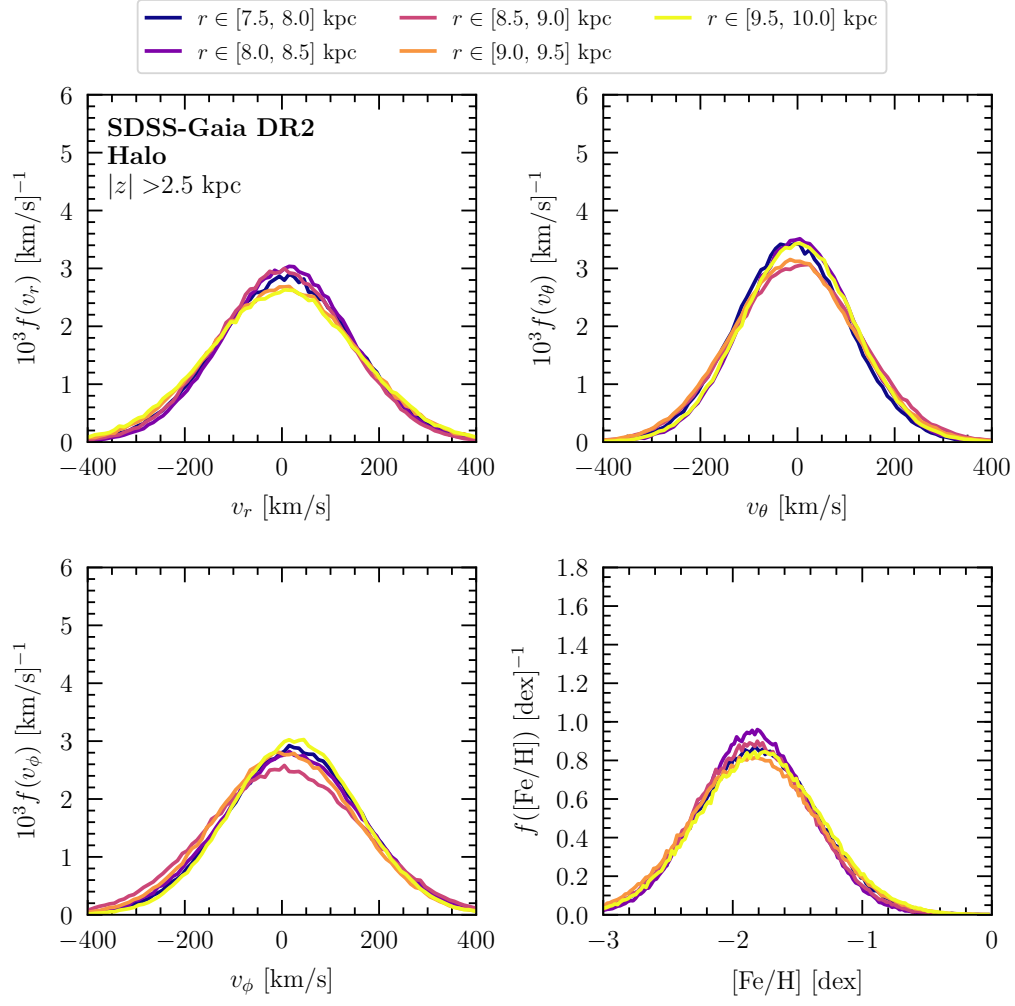 r ∈ [7.5, 8.0] kpc
r ∈ [8.5, 9.0] kpc
r ∈ [9.5, 10.0] kpc
r ∈ [8.0, 8.5] kpc
r ∈ [9.0, 9.5] kpc
SDSS-Gaia DR2
Halo
|z| >2.5 kpc
10³ f(v_r) [km/s]⁻¹
0 1 2 3 4 5 6
−400 −200 0 200 400
v_r [km/s]
10³ f(v_θ) [km/s]⁻¹
0 1 2 3 4 5 6
−400 −200 0 200 400
v_θ [km/s]
10³ f(v_ϕ) [km/s]⁻¹
0 1 2 3 4 5 6
−400 −200 0 200 400
v_ϕ [km/s]
f([Fe/H]) [dex]⁻¹
0.0 0.2 0.4 0.6 0.8 1.0 1.2 1.4 1.6 1.8
−3 −2 −1 0
[Fe/H] [dex]